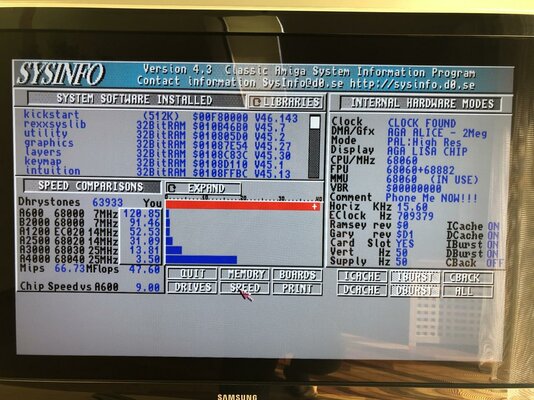 SYSINFO
Version 4.3 Classic Amiga System Information Program
Contact information SysInfo@d0.se http://sysinfo.d0.se
SYSTEM SOFTWARE INSTALLED LIBRARIES
kickstart (512K) $00F80000 V46.143
rexxsyslib 32BitRAM $010B46B0 V45.7
utility 32BitRAM $010805D0 V45.2
graphics 32BitRAM $01087E54 V45.27
layers 32BitRAM $0108C83C V45.30
keymap 32BitRAM $0108D110 V45.1
intuition 32BitRAM $0108FFBC V45.13
SPEED COMPARISONS EXPAND
Dhrystones 63933 You
A600 68000 7MHz 120.85
B2000 68000 7MHz 91.46
A1200 EC020 14MHz 52.53
A2500 68020 14MHz 31.09
A3000 68030 25MHz 13.81
A4000 68040 25MHz 3.50
Mips 66.73 Mflops 47.60
Chip Speed vs A600 9.00
QUIT MEMORY BOARDS
DRIVES SPEED PRINT
INTERNAL HARDWARE MODES
Clock CLOCK FOUND
DMA/Gfx AGA ALICE - 2Meg
Mode PAL:High Res
Display AGA LISA CHIP
CPU/MHz 68060
FPU 68060+68882
MMU 68060 (IN USE)
VBR $00000000
Comment Phone Me NOW!!!
Horiz KHz 15.60
EClock Hz 709379
Ramsey rev $0 ICache ON
Gary rev $D1 DCache ON
Card Slot YES IBurst ON
Vert Hz 50 DBurst ON
Supply Hz 50 CBack OFF
ICACHE IBURST CBACK
DCACHE DBURST ALL
SAMSUNG